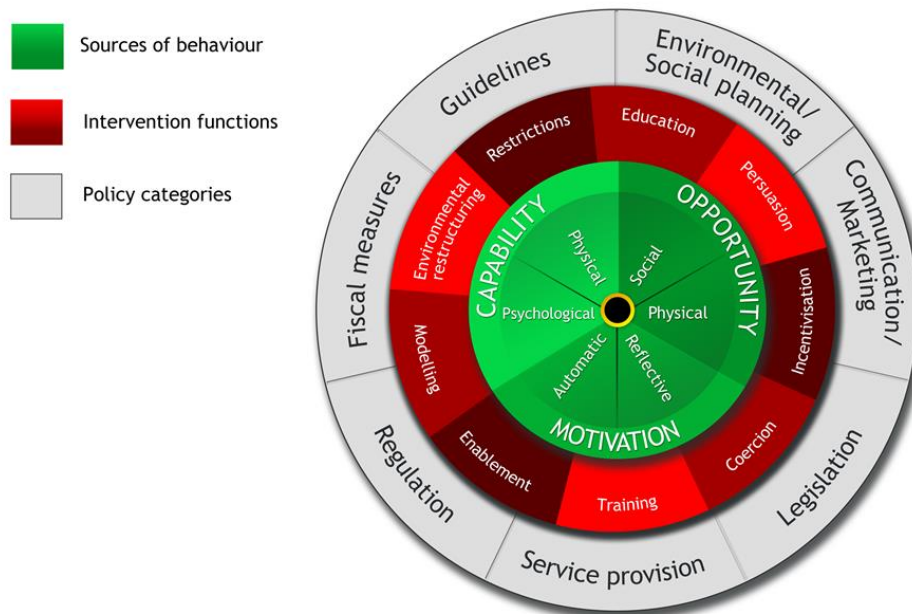 Sources of behaviour
Intervention functions
Policy categories
Guidelines
Environmental/
Social planning
Communication/
Marketing
Legislation
Service provision
Regulation
Fiscal measures
Restrictions
Education
Persuasion
Incentivisation
Coercion
Training
Enablement
Modelling
Environmental
restructuring
CAPABILITY
OPPORTUNITY
MOTIVATION
Physical
Social
Psychological
Physical
Automatic
Reflective